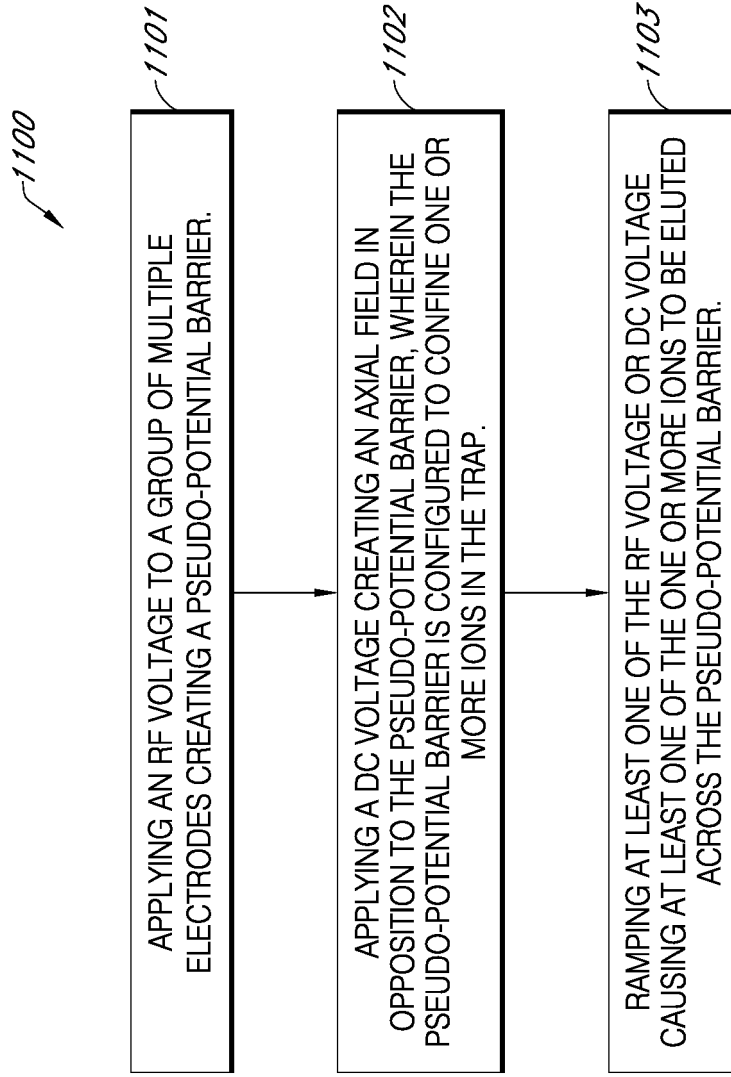 1100
1101
APPLYING AN RF VOLTAGE TO A GROUP OF MULTIPLE
ELECTRODES CREATING A PSEUDO-POTENTIAL BARRIER.
1102
APPLYING A DC VOLTAGE CREATING AN AXIAL FIELD IN
OPPOSITION TO THE PSEUDO-POTENTIAL BARRIER, WHEREIN THE
PSEUDO-POTENTIAL BARRIER IS CONFIGURED TO CONFINE ONE OR
MORE IONS IN THE TRAP.
1103
RAMPING AT LEAST ONE OF THE RF VOLTAGE OR DC VOLTAGE
CAUSING AT LEAST ONE OF THE ONE OR MORE IONS TO BE ELUTED
ACROSS THE PSEUDO-POTENTIAL BARRIER.